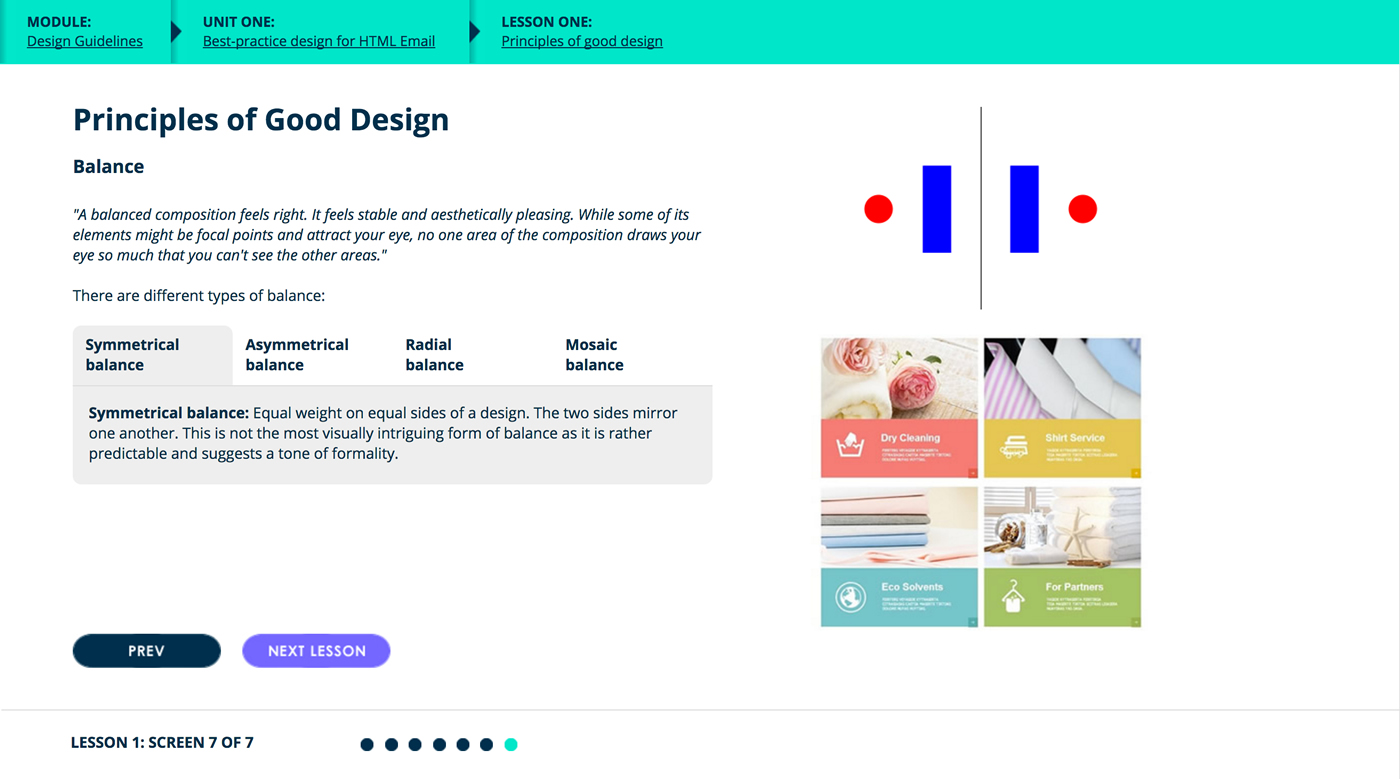 MODULE:
Design Guidelines
UNIT ONE:
Best-practice design for HTML Email
LESSON ONE:
Principles of good design
Principles of Good Design
Balance
"A balanced composition feels right. It feels stable and aesthetically pleasing. While some of its
elements might be focal points and attract your eye, no one area of the composition draws your
eye so much that you can't see the other areas."
There are different types of balance:
Symmetrical
balance
Asymmetrical
balance
Radial
balance
Mosaic
balance
Symmetrical balance: Equal weight on equal sides of a design. The two sides mirror
one another. This is not the most visually intriguing form of balance as it is rather
predictable and suggests a tone of formality.
Dry Cleaning
Shirt Service
Eco Solvents
For Partners
PREV
NEXT LESSON
LESSON 1: SCREEN 7 OF 7